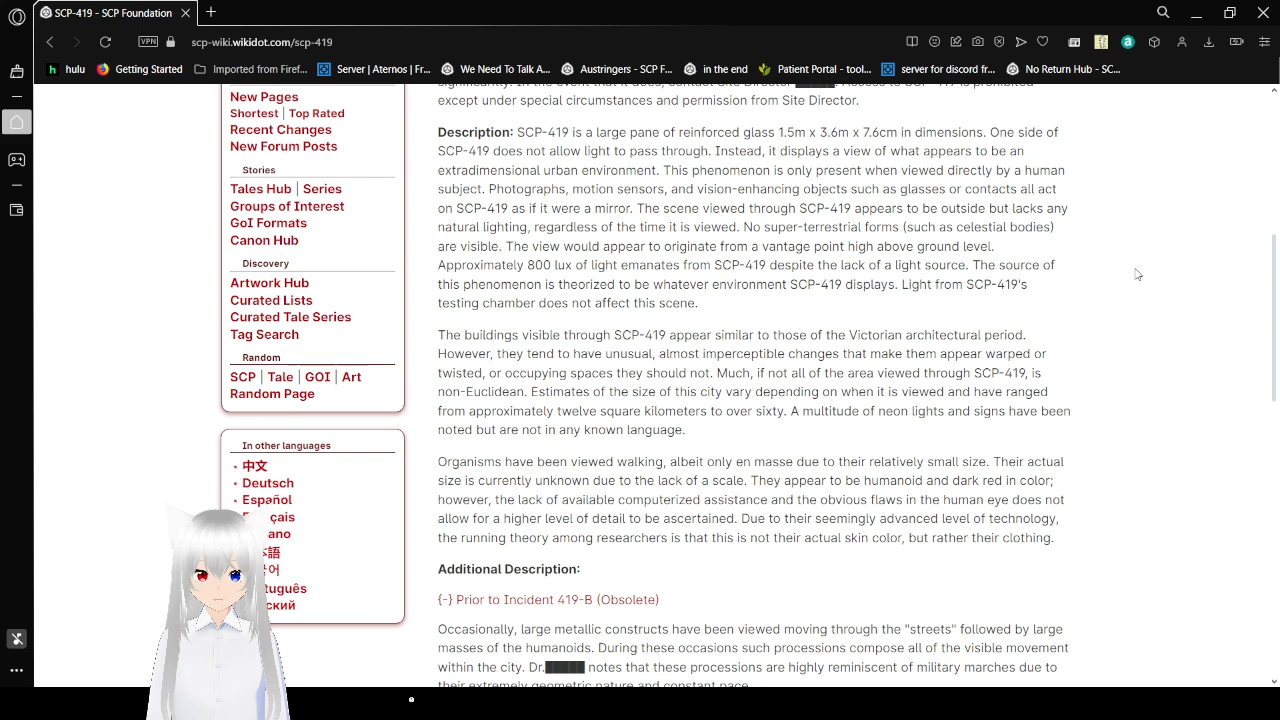 SCP-419 - SCP Foundation
VPN
scp-wiki.wikidot.com/scp-419
hulu
Getting Started
Imported from Firef...
Server | Aternos | Fr...
We Need To Talk A...
Austringers - SCP F...
in the end
Patient Portal - tool...
server for discord fr...
No Return Hub - SC...
New Pages
Shortest | Top Rated
Recent Changes
New Forum Posts
Stories
Tales Hub | Series
Groups of Interest
GoI Formats
Canon Hub
Discovery
Artwork Hub
Curated Lists
Curated Tale Series
Tag Search
Random
SCP | Tale | GOI | Art
Random Page
In other languages
中文
Deutsch
Español
çais
ano
語
tuguês
ский
except under special circumstances and permission from Site Director.
Description: SCP-419 is a large pane of reinforced glass 1.5m x 3.6m x 7.6cm in dimensions. One side of
SCP-419 does not allow light to pass through. Instead, it displays a view of what appears to be an
extradimensional urban environment. This phenomenon is only present when viewed directly by a human
subject. Photographs, motion sensors, and vision-enhancing objects such as glasses or contacts all act
on SCP-419 as if it were a mirror. The scene viewed through SCP-419 appears to be outside but lacks any
natural lighting, regardless of the time it is viewed. No super-terrestrial forms (such as celestial bodies)
are visible. The view would appear to originate from a vantage point high above ground level.
Approximately 800 lux of light emanates from SCP-419 despite the lack of a light source. The source of
this phenomenon is theorized to be whatever environment SCP-419 displays. Light from SCP-419's
testing chamber does not affect this scene.
The buildings visible through SCP-419 appear similar to those of the Victorian architectural period.
However, they tend to have unusual, almost imperceptible changes that make them appear warped or
twisted, or occupying spaces they should not. Much, if not all of the area viewed through SCP-419, is
non-Euclidean. Estimates of the size of this city vary depending on when it is viewed and have ranged
from approximately twelve square kilometers to over sixty. A multitude of neon lights and signs have been
noted but are not in any known language.
Organisms have been viewed walking, albeit only en masse due to their relatively small size. Their actual
size is currently unknown due to the lack of a scale. They appear to be humanoid and dark red in color;
however, the lack of available computerized assistance and the obvious flaws in the human eye does not
allow for a higher level of detail to be ascertained. Due to their seemingly advanced level of technology,
the running theory among researchers is that this is not their actual skin color, but rather their clothing.
Additional Description:
{-} Prior to Incident 419-B (Obsolete)
Occasionally, large metallic constructs have been viewed moving through the "streets" followed by large
masses of the humanoids. During these occasions such processions compose all of the visible movement
within the city. Dr.█████ notes that these processions are highly reminiscent of military marches due to
their extremely geometric nature and constant pace.